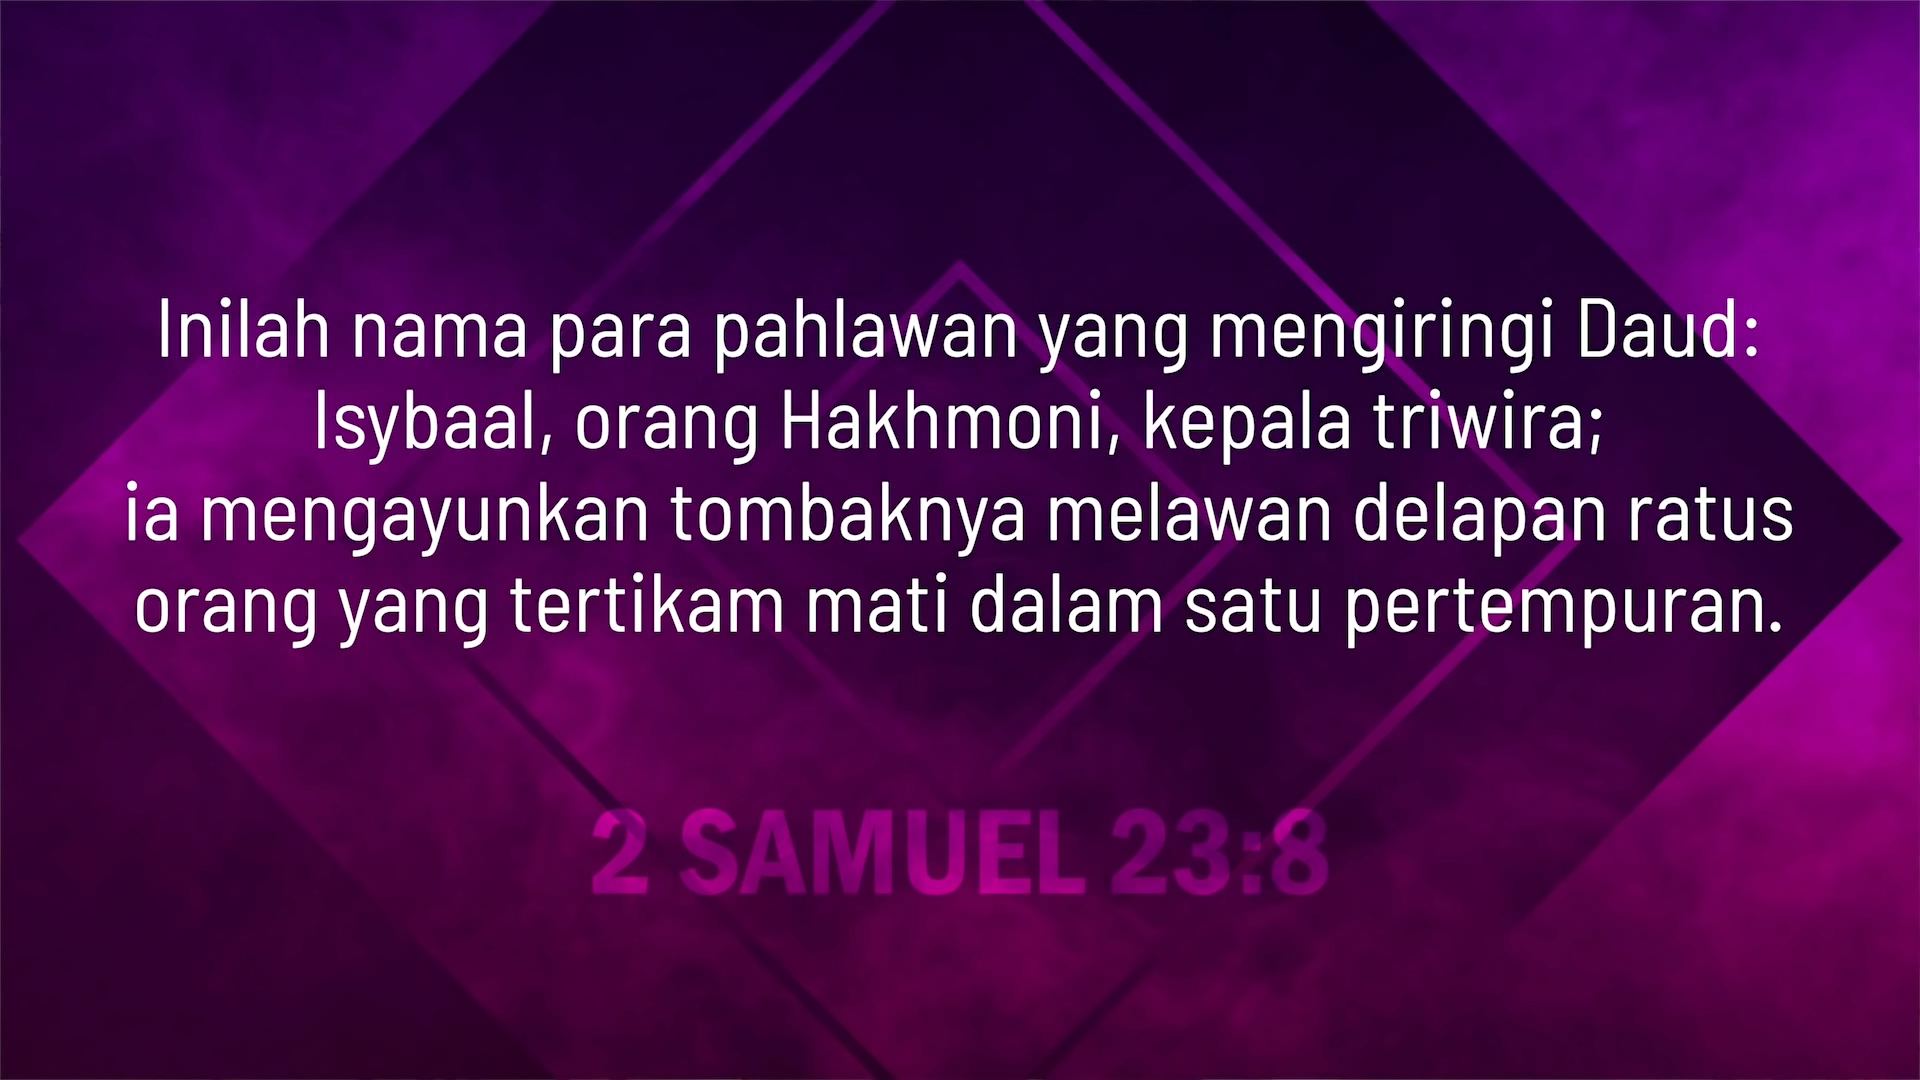 Inilah nama para pahlawan yang mengiringi Daud:
Isybaal, orang Hakhmoni, kepala triwira;
ia mengayunkan tombaknya melawan delapan ratus
orang yang tertikam mati dalam satu pertempuran.
2 SAMUEL 23:8